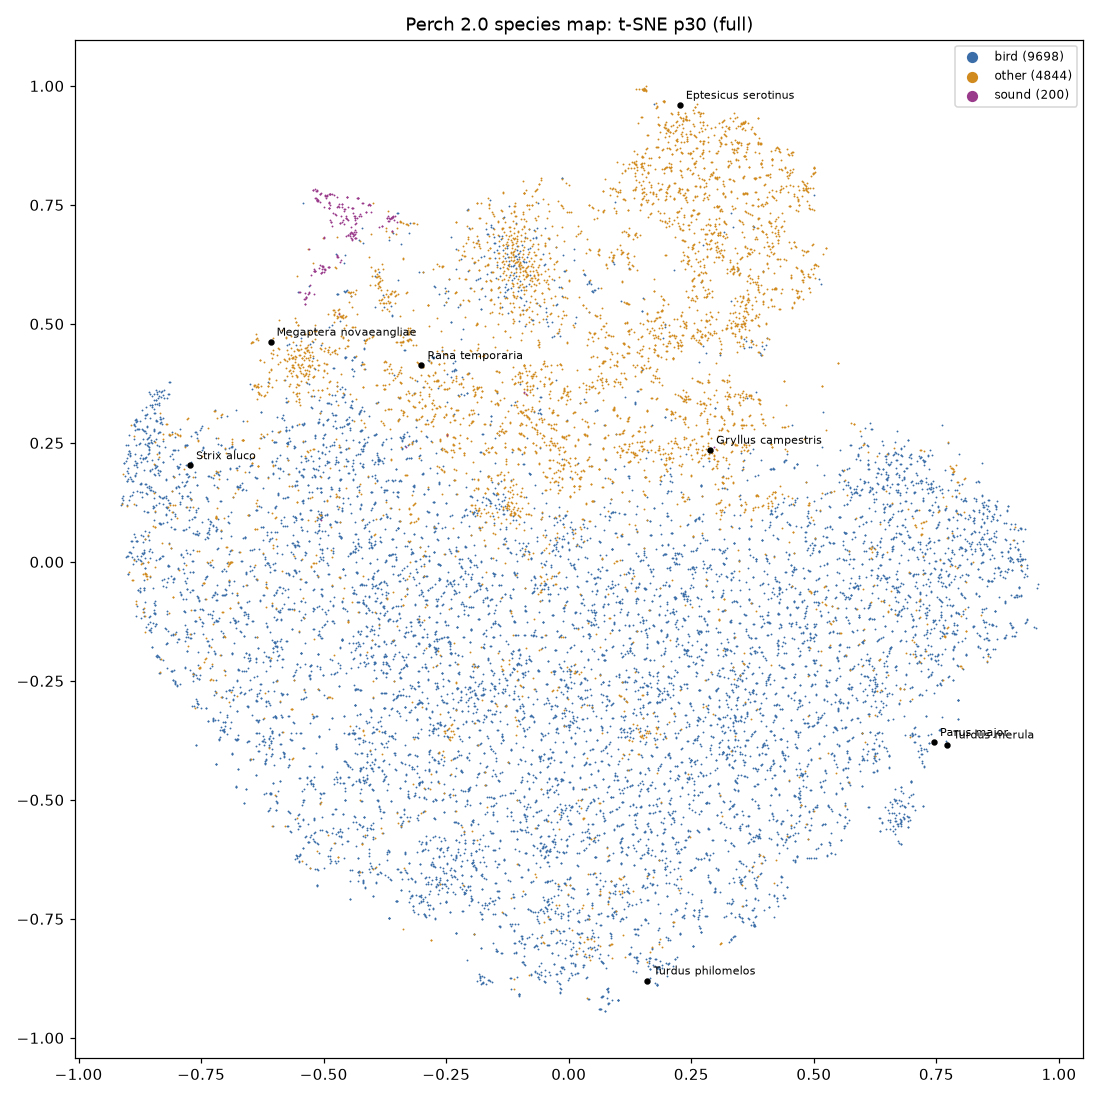 Perch 2.0 species map: t-SNE p30 (full)
bird (9698)
other (4844)
sound (200)
1.00
0.75
0.50
0.25
0.00
−0.25
−0.50
−0.75
−1.00
Eptesicus serotinus
Megaptera novaeangliae
Rana temporaria
Gryllus campestris
Strix aluco
Parus major
Turdus merula
Turdus philomelos
−1.00 −0.75 −0.50 −0.25 0.00 0.25 0.50 0.75 1.00